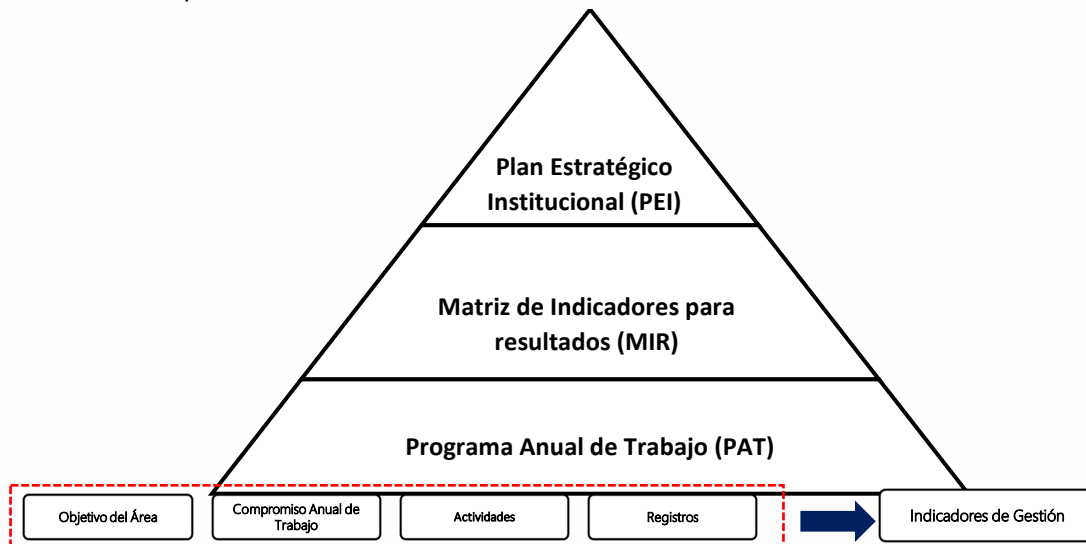 Plan Estratégico
Institucional (PEI)
Matriz de Indicadores para
resultados (MIR)
Programa Anual de Trabajo (PAT)
Objetivo del Área
Compromiso Anual de
Trabajo
Actividades
Registros
Indicadores de Gestión